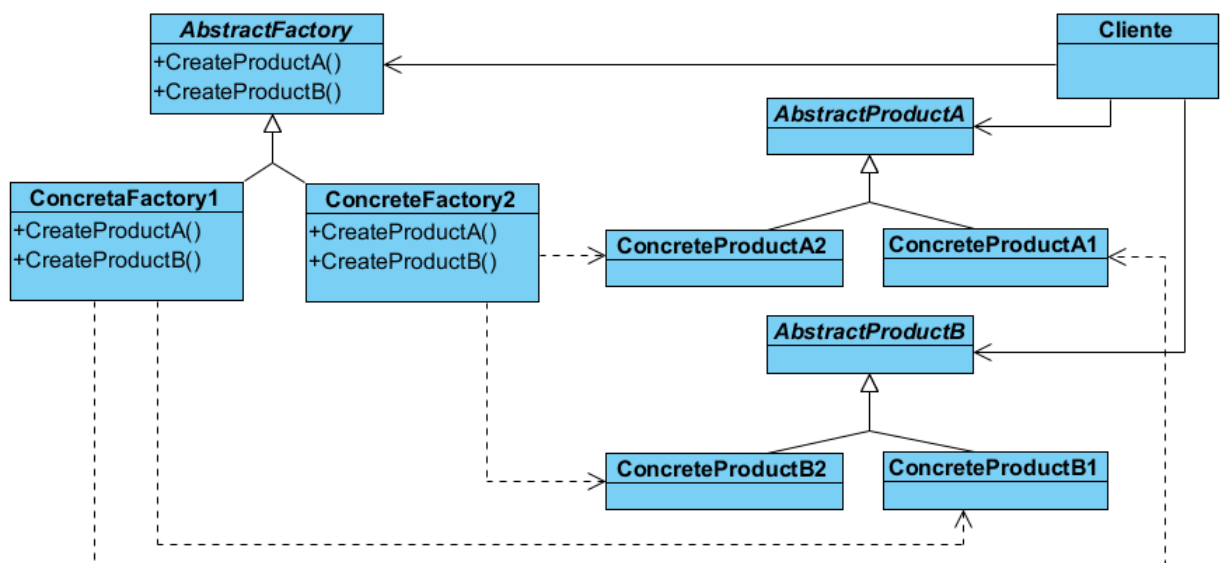 AbstractFactory
+CreateProductA()
+CreateProductB()
Cliente
AbstractProductA
ConcretaFactory1
+CreateProductA()
+CreateProductB()
ConcreteFactory2
+CreateProductA()
+CreateProductB()
ConcreteProductA2
ConcreteProductA1
AbstractProductB
ConcreteProductB2
ConcreteProductB1